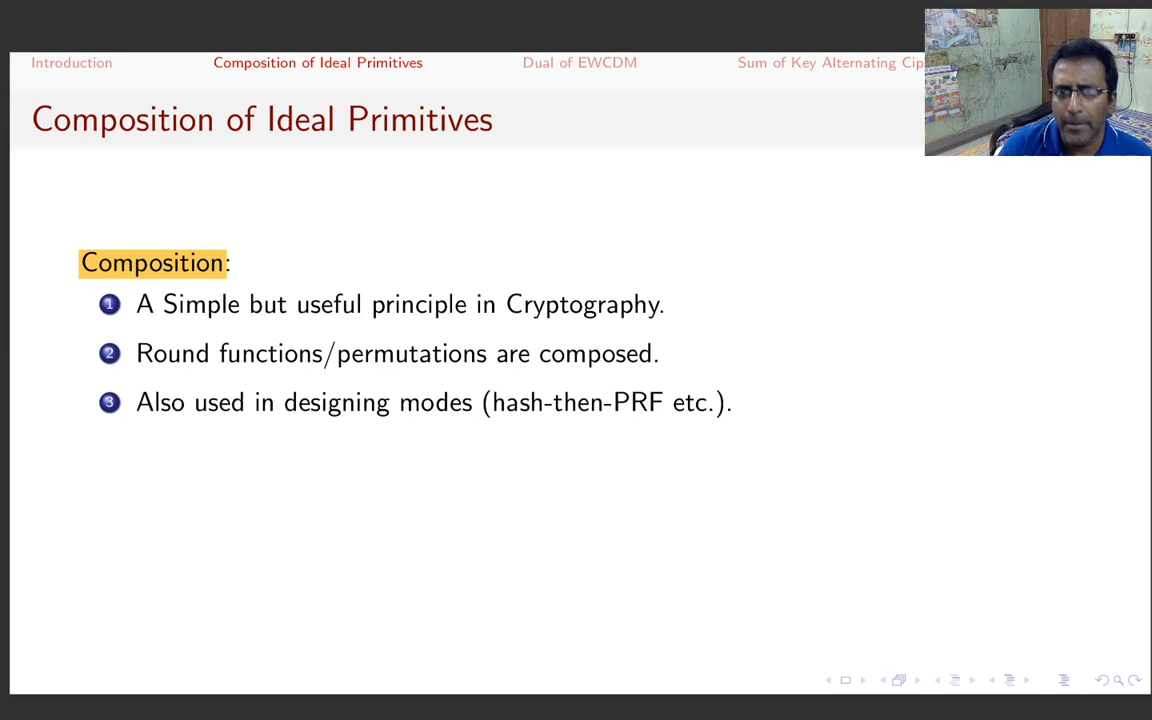 Introduction Composition of Ideal Primitives Dual of EWCDM Sum of Key Alternating Cip
Composition of Ideal Primitives
Composition:
1 A Simple but useful principle in Cryptography.
2 Round functions/permutations are composed.
3 Also used in designing modes (hash-then-PRF etc.).